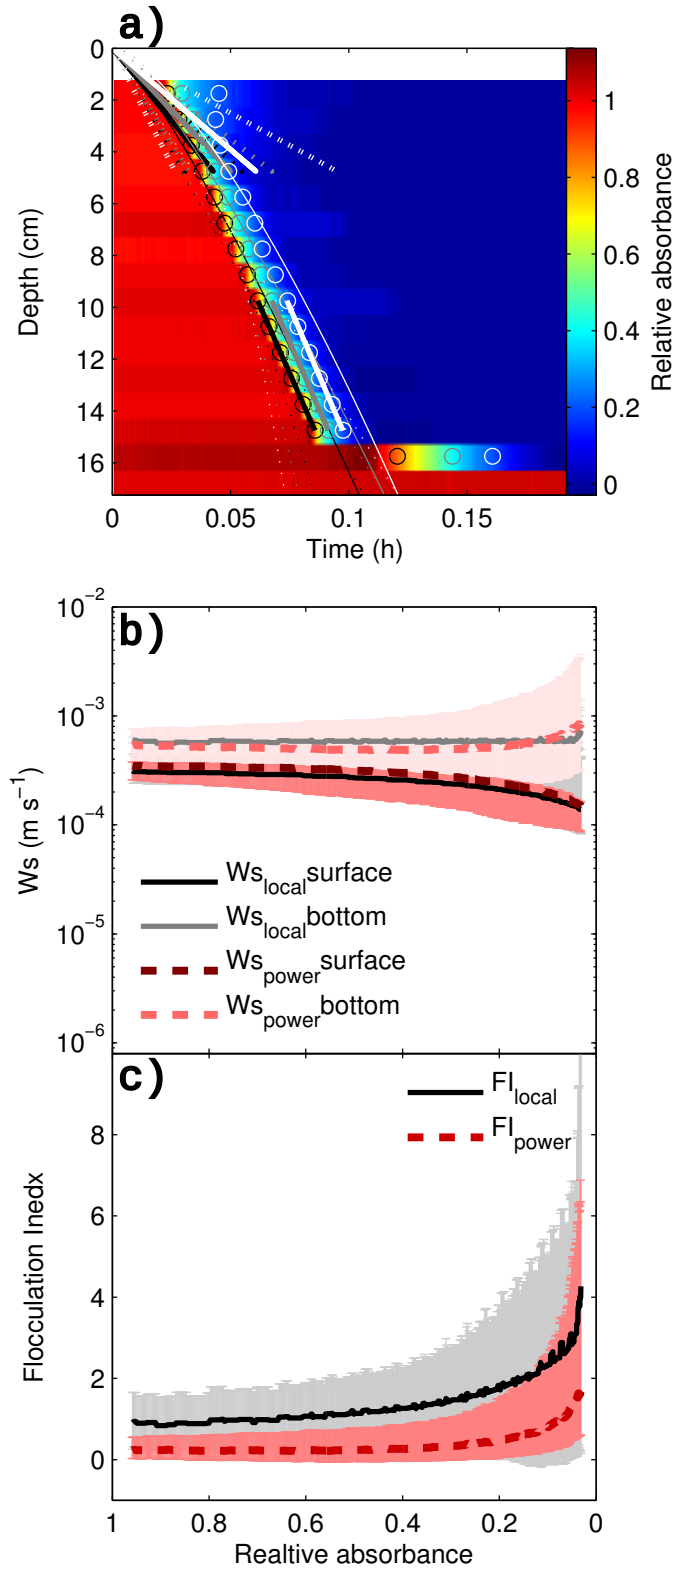 a)
0
2
4
6
8
10
12
14
16
Depth (cm)
0
0.05
0.1
0.15
Time (h)
1
0.8
0.6
0.4
0.2
0
Relative absorbance
b)
10⁻²
10⁻³
10⁻⁴
10⁻⁵
10⁻⁶
Ws (m s⁻¹)
Ws_local surface
Ws_local bottom
Ws_power surface
Ws_power bottom
c)
FI_local
FI_power
8
6
4
2
0
Flocculation Inedx
1
0.8
0.6
0.4
0.2
0
Realtive absorbance